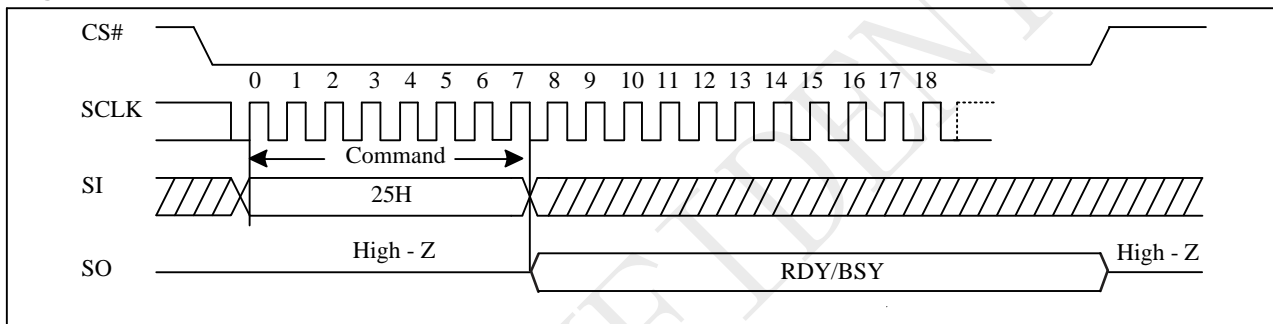 CS#
0 1 2 3 4 5 6 7 8 9 10 11 12 13 14 15 16 17 18
SCLK
Command
SI
25H
High - Z
High - Z
SO
RDY/BSY